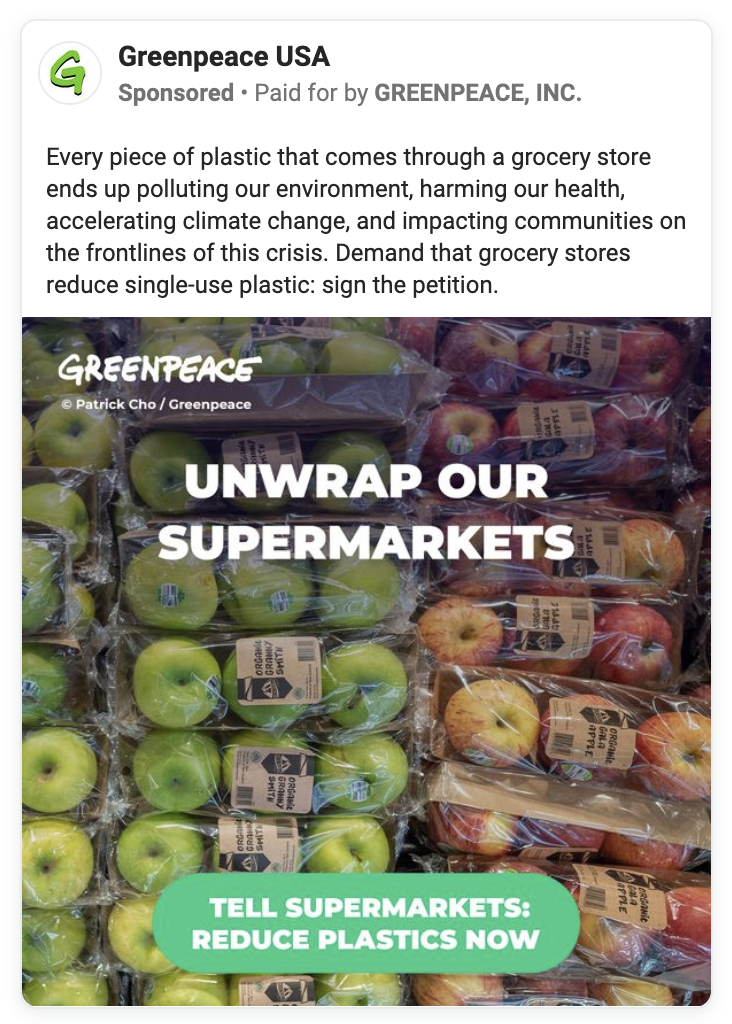 Greenpeace USA
Sponsored • Paid for by GREENPEACE, INC.
Every piece of plastic that comes through a grocery store
ends up polluting our environment, harming our health,
accelerating climate change, and impacting communities on
the frontlines of this crisis. Demand that grocery stores
reduce single-use plastic: sign the petition.
GREENPEACE
© Patrick Cho / Greenpeace
UNWRAP OUR
SUPERMARKETS
ORGANIC
GRANNY
SMITH
ORGANIC
GALA
APPLE
ORGANIC
GRANNY
SMITH
TELL SUPERMARKETS:
REDUCE PLASTICS NOW